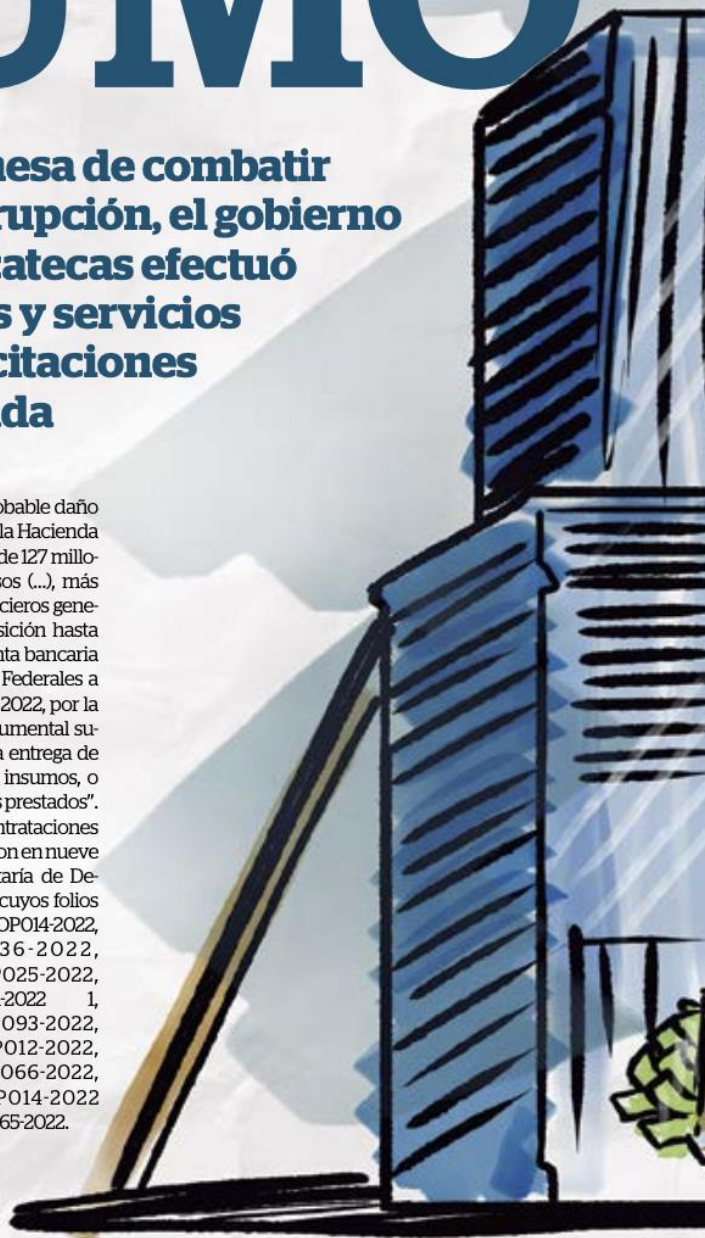 UMO
nesa de combatir
rupción, el gobierno
catecas efectuó
s y servicios
citaciones
da
obable daño
la Hacienda
de 127 millo-
sos (...), más
cieros gene-
sición hasta
nta bancaria
Federales a
2022, por la
umental su-
a entrega de
insumos, o
s prestados”.
ntrataciones
on en nueve
taría de De-
cuyos folios
OP014-2022,
36-2022,
P025-2022,
-2022 1,
093-2022,
P012-2022,
066-2022,
P014-2022
65-2022.